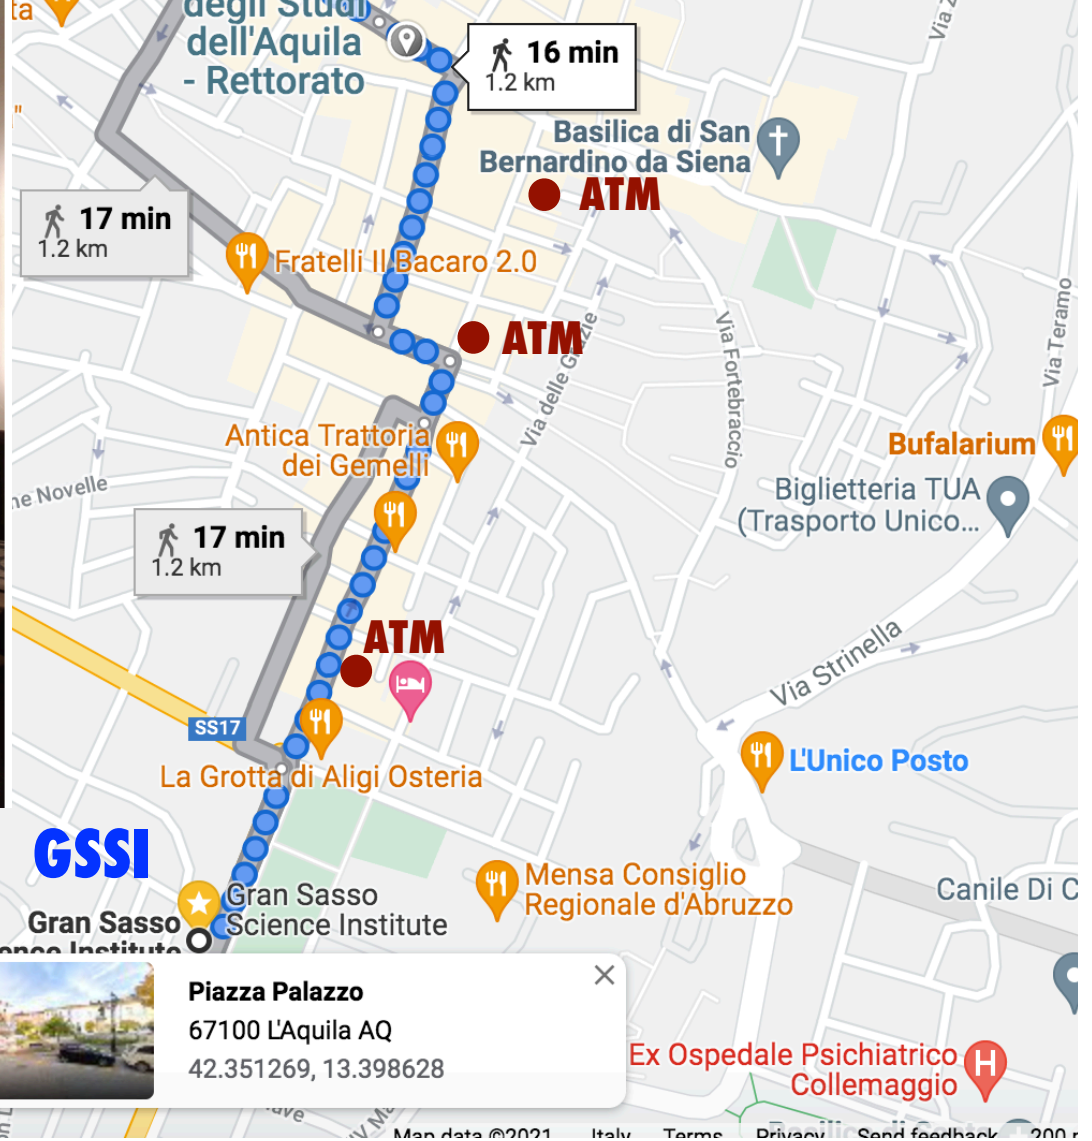 ta
degli Studi
dell'Aquila
- Rettorato
16 min
1.2 km
Basilica di San
Bernardino da Siena
ATM
17 min
1.2 km
Fratelli Il Bacaro 2.0
ATM
Via delle Grazie
Via Fortebraccio
Via Teramo
Antica Trattoria
dei Gemelli
Bufalarium
Biglietteria TUA
(Trasporto Unico...
ne Novelle
17 min
1.2 km
ATM
Via Strinella
SS17
L'Unico Posto
La Grotta di Aligi Osteria
GSSI
Mensa Consiglio
Regionale d'Abruzzo
Canile Di C
Gran Sasso
Science Institute
Gran Sasso
ence Institute
Piazza Palazzo
67100 L'Aquila AQ
42.351269, 13.398628
Ex Ospedale Psichiatrico
Collemaggio
H
Map data ©2021 Italy Terms Privacy Send feedback 200 m